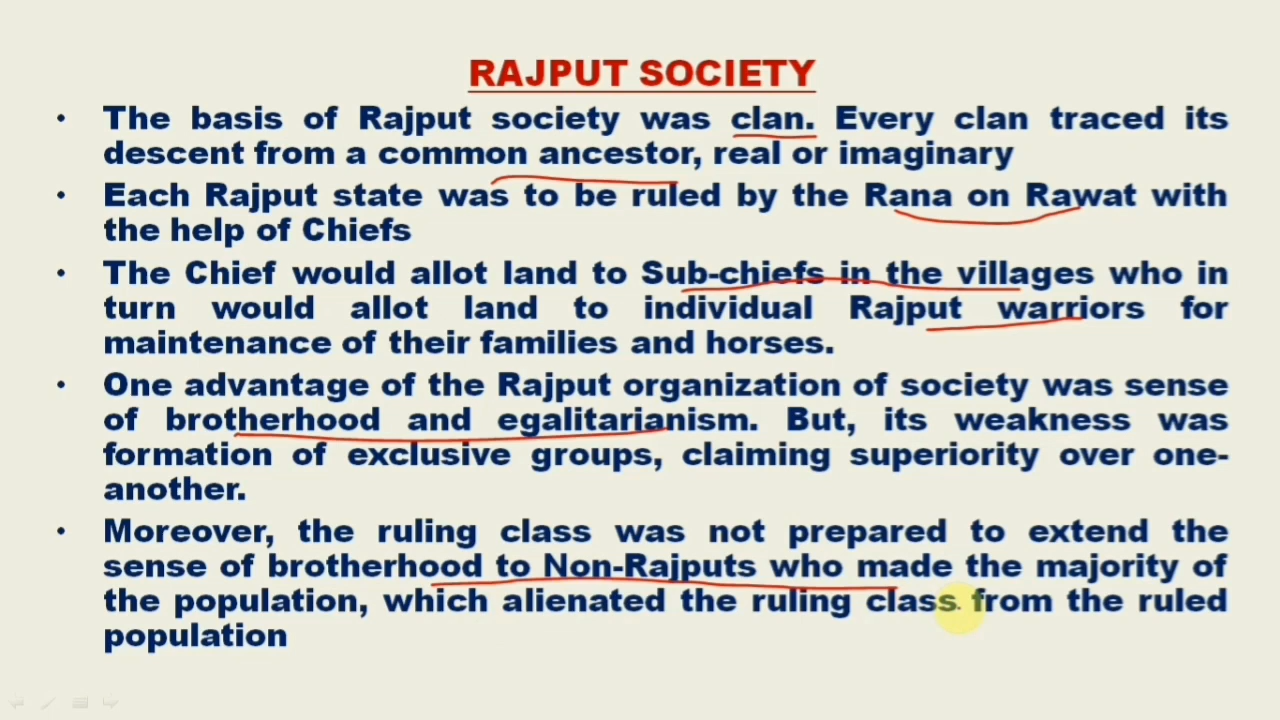 RAJPUT SOCIETY
• The basis of Rajput society was clan. Every clan traced its
descent from a common ancestor, real or imaginary
• Each Rajput state was to be ruled by the Rana on Rawat with
the help of Chiefs
• The Chief would allot land to Sub-chiefs in the villages who in
turn would allot land to individual Rajput warriors for
maintenance of their families and horses.
• One advantage of the Rajput organization of society was sense
of brotherhood and egalitarianism. But, its weakness was
formation of exclusive groups, claiming superiority over one-
another.
• Moreover, the ruling class was not prepared to extend the
sense of brotherhood to Non-Rajputs who made the majority of
the population, which alienated the ruling class from the ruled
population